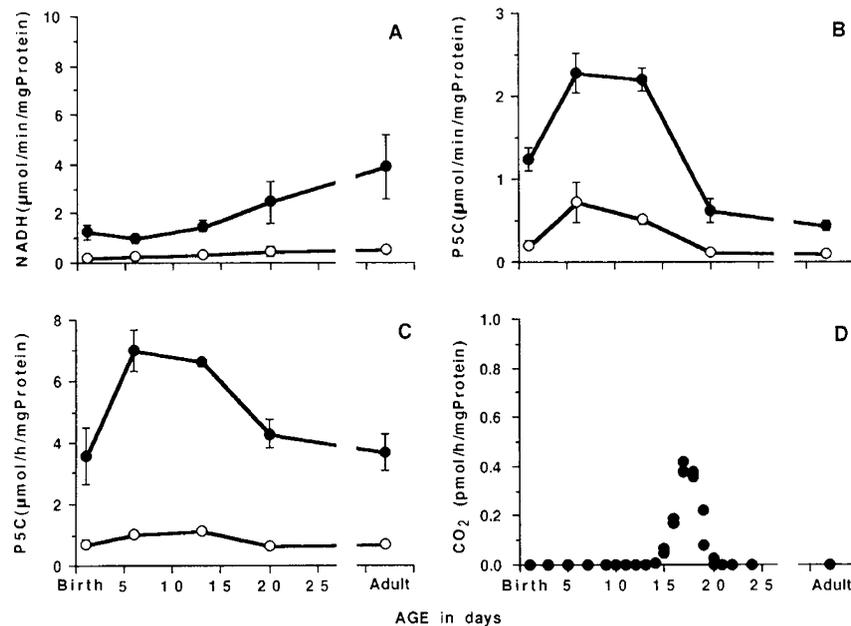 A
NADH(μmol/min/mgProtein)
10
8
6
4
2
0
B
P5C(μmol/min/mgProtein)
3
2
1
0
C
P5C(μmol/h/mgProtein)
8
6
4
2
0
Birth 5 10 15 20 25 Adult
D
CO2 (pmol/h/mgProtein)
1.0
0.8
0.6
0.4
0.2
0.0
Birth 5 10 15 20 25 Adult
AGE in days